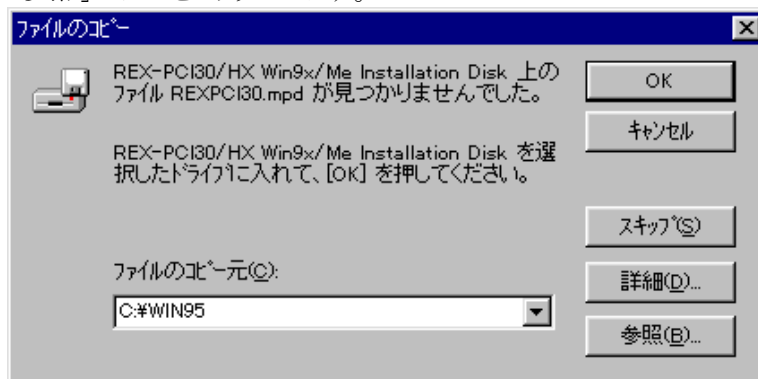 ファイルのコピー
REX-PCI30/HX Win9x/Me Installation Disk 上の
ファイル REXPCI30.mpd が見つかりませんでした。
REX-PCI30/HX Win9x/Me Installation Disk を選
択したドライブに入れて、[OK] を押してください。
ファイルのコピー元(C):
C:¥WIN95
OK
キャンセル
スキップ(S)
詳細(D)...
参照(B)...